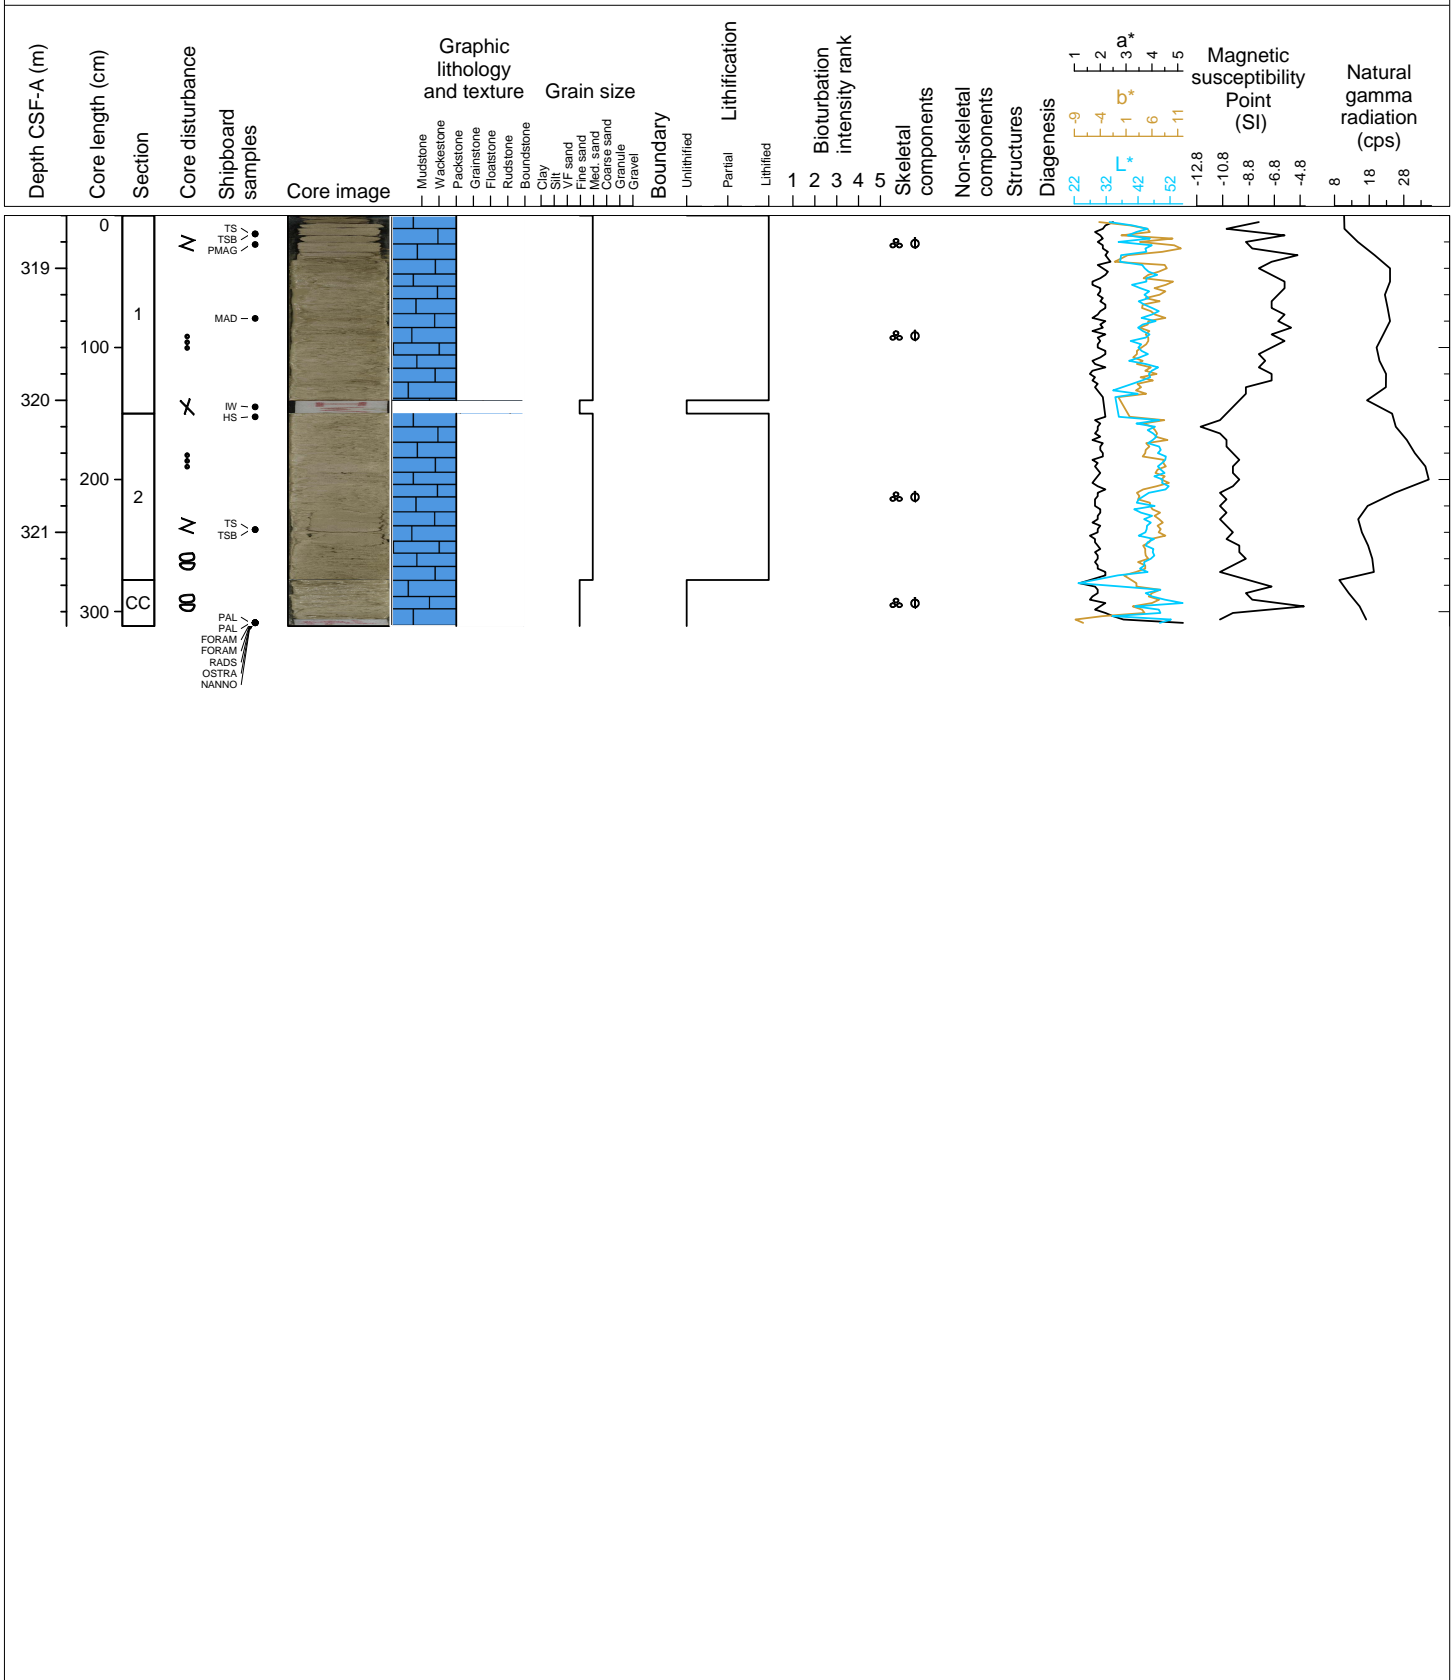 Depth CSF-A (m)
Core length (cm)
Section
Core disturbance
Shipboard
samples
Core image
Graphic
lithology
and texture
Mudstone
Wackestone
Packstone
Grainstone
Floatstone
Rudstone
Boundstone
Grain size
Clay
Silt
VF sand
Fine sand
Med. sand
Coarse sand
Granule
Gravel
Boundary
Lithification
Unlithified
Partial
Lithified
Bioturbation
intensity rank
1 2 3 4 5
Skeletal
components
Non-skeletal
components
Structures
Diagenesis
a*
1 2 3 4 5
b*
-9 -4 1 6 11
L*
22 32 42 52
Magnetic
susceptibility
Point
(SI)
-12.8 -10.8 -8.8 -6.8 -4.8
Natural
gamma
radiation
(cps)
8 18 28
319
320
321
0
100
200
300
1
2
CC
TS
TSB
PMAG
MAD
IW
HS
TS
TSB
PAL
PAL
FORAM
FORAM
RADS
OSTRA
NANNO